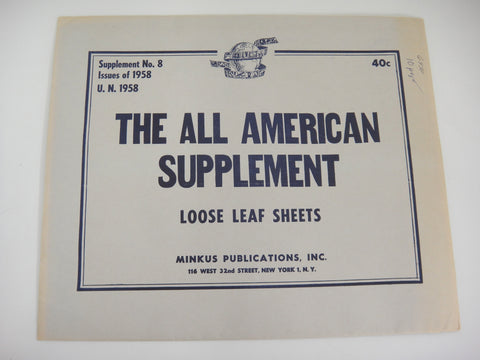 Supplement No. 8
Issues of 1958
U. N. 1958
40c
THE ALL AMERICAN
SUPPLEMENT
LOOSE LEAF SHEETS
MINKUS PUBLICATIONS, INC.
116 WEST 32nd STREET, NEW YORK 1, N. Y.